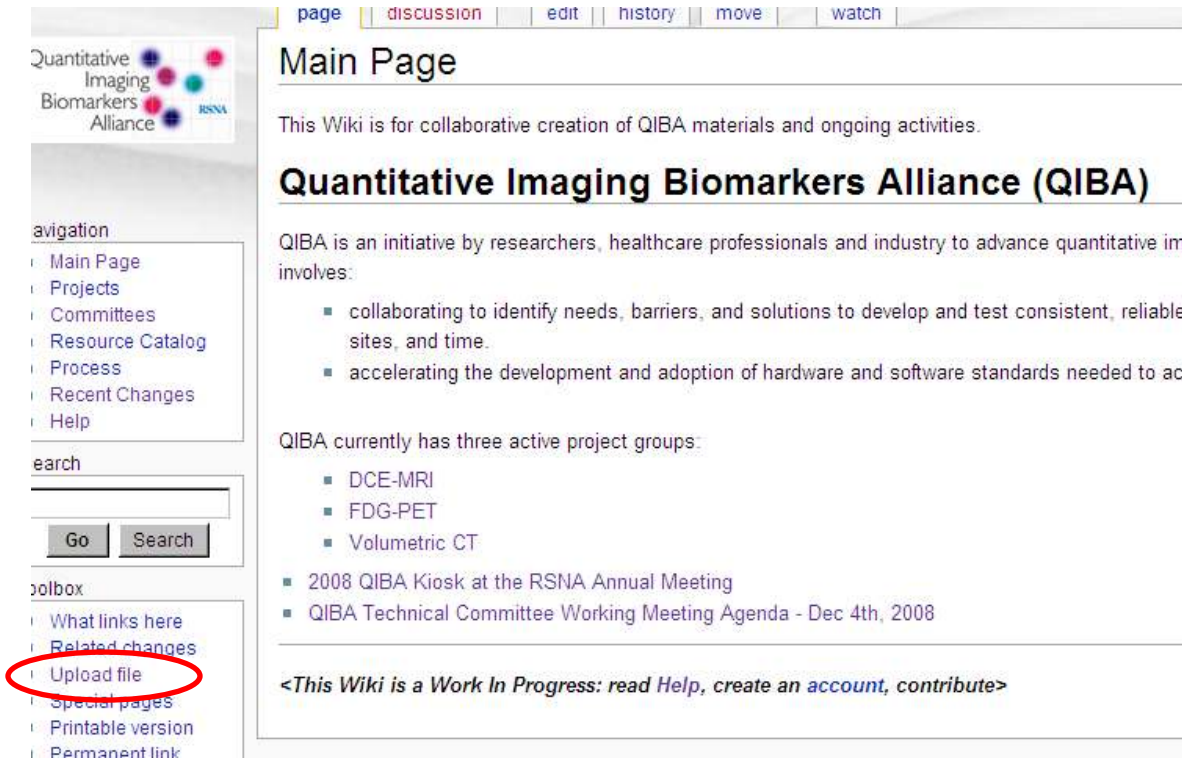 page discussion edit history move watch
Quantitative
Imaging
Biomarkers
Alliance
RSNA
Main Page
This Wiki is for collaborative creation of QIBA materials and ongoing activities.
Quantitative Imaging Biomarkers Alliance (QIBA)
QIBA is an initiative by researchers, healthcare professionals and industry to advance quantitative im
involves:
collaborating to identify needs, barriers, and solutions to develop and test consistent, reliable
sites, and time.
accelerating the development and adoption of hardware and software standards needed to ac
QIBA currently has three active project groups:
DCE-MRI
FDG-PET
Volumetric CT
2008 QIBA Kiosk at the RSNA Annual Meeting
QIBA Technical Committee Working Meeting Agenda - Dec 4th, 2008
<This Wiki is a Work In Progress: read Help, create an account, contribute>
avigation
Main Page
Projects
Committees
Resource Catalog
Process
Recent Changes
Help
earch
Go Search
oolbox
What links here
Related changes
Upload file
Special pages
Printable version
Permanent link